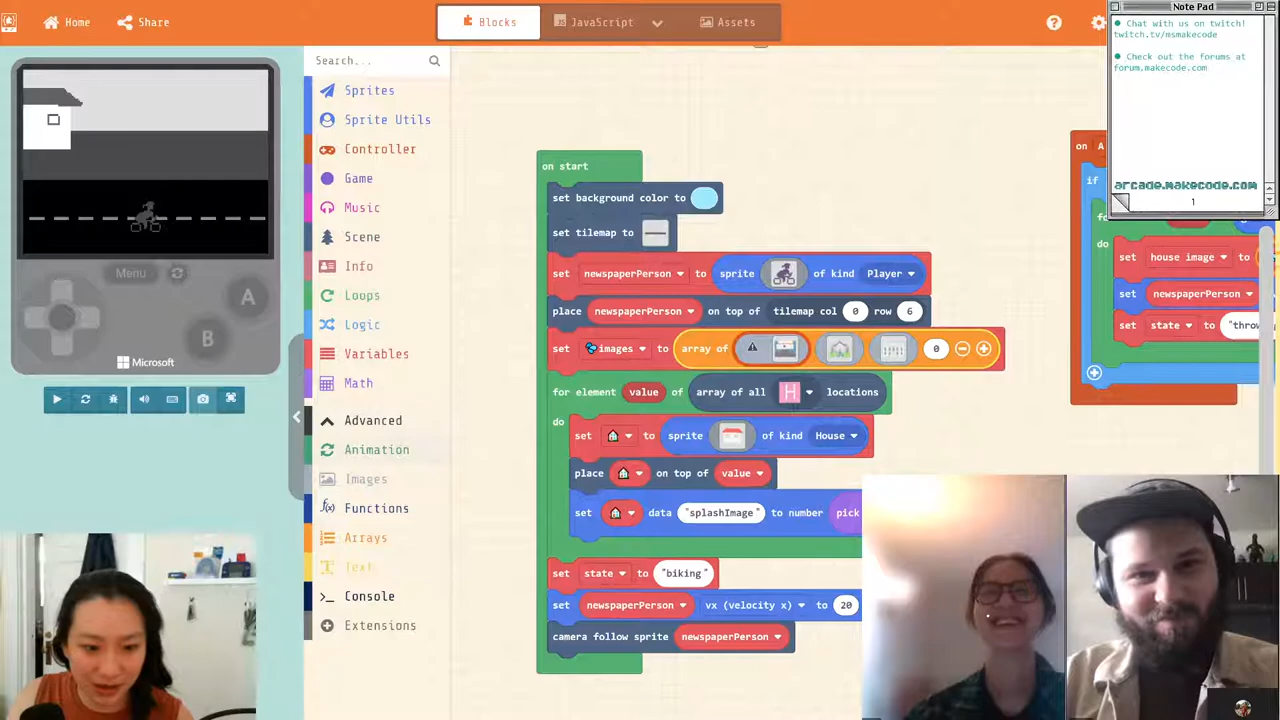 Home
Share
Blocks
JavaScript
Assets
Note Pad
● Chat with us on twitch!
twitch.tv/msmakecode
● Check out the forums at
forum.makecode.com
arcade.makecode.com
1
Menu
A
B
Microsoft
Search...
Sprites
Sprite Utils
Controller
Game
Music
Scene
Info
Loops
Logic
Variables
Math
Advanced
Animation
Images
Functions
Arrays
Text
Console
Extensions
on start
set background color to
set tilemap to
set newspaperPerson to sprite of kind Player
place newspaperPerson on top of tilemap col 0 row 6
set images to array of 0
for element value of array of all H locations
do
set to sprite of kind House
place on top of value
set data "splashImage" to number pick
set state to "biking"
set newspaperPerson vx (velocity x) to 20
camera follow sprite newspaperPerson
on A
if
do
set house image to
set newspaperPerson
set state to "throw